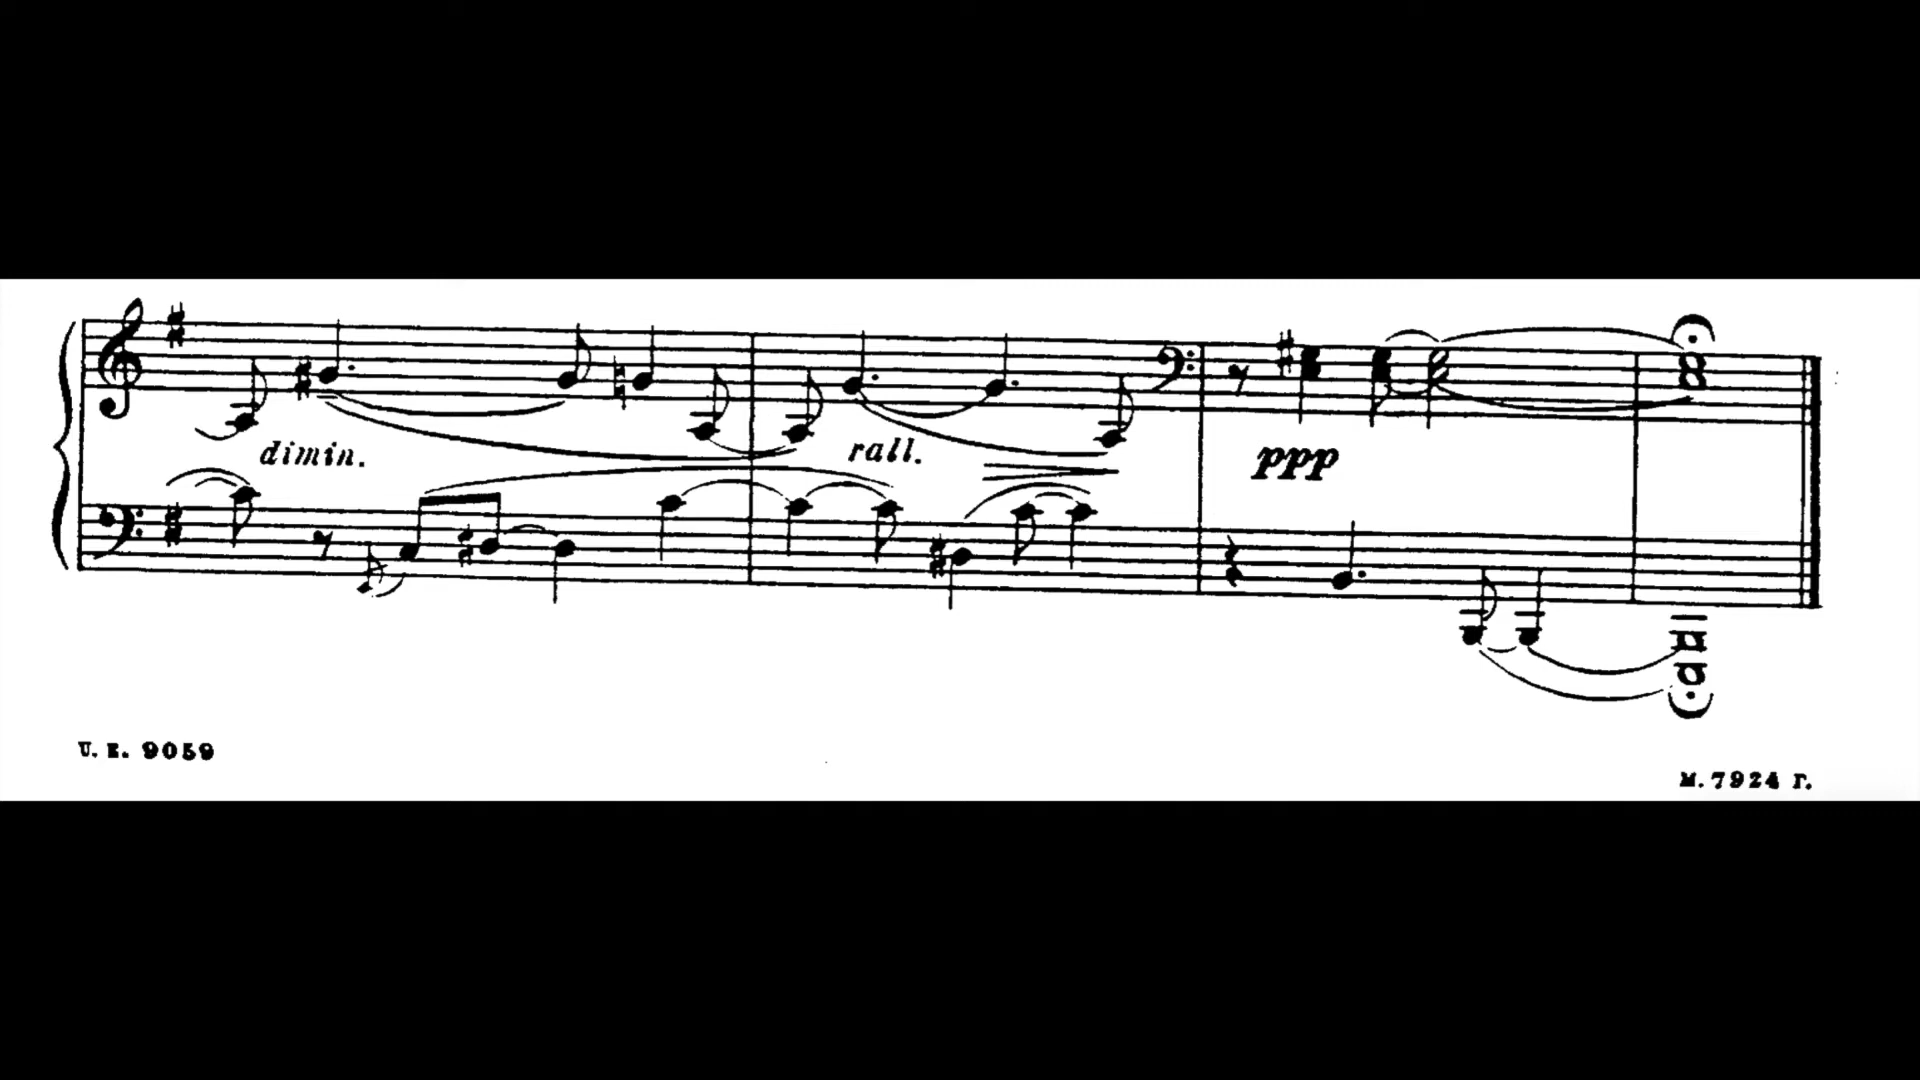 dimin.
rall.
ppp
U. E. 9059
М. 7924 Г.